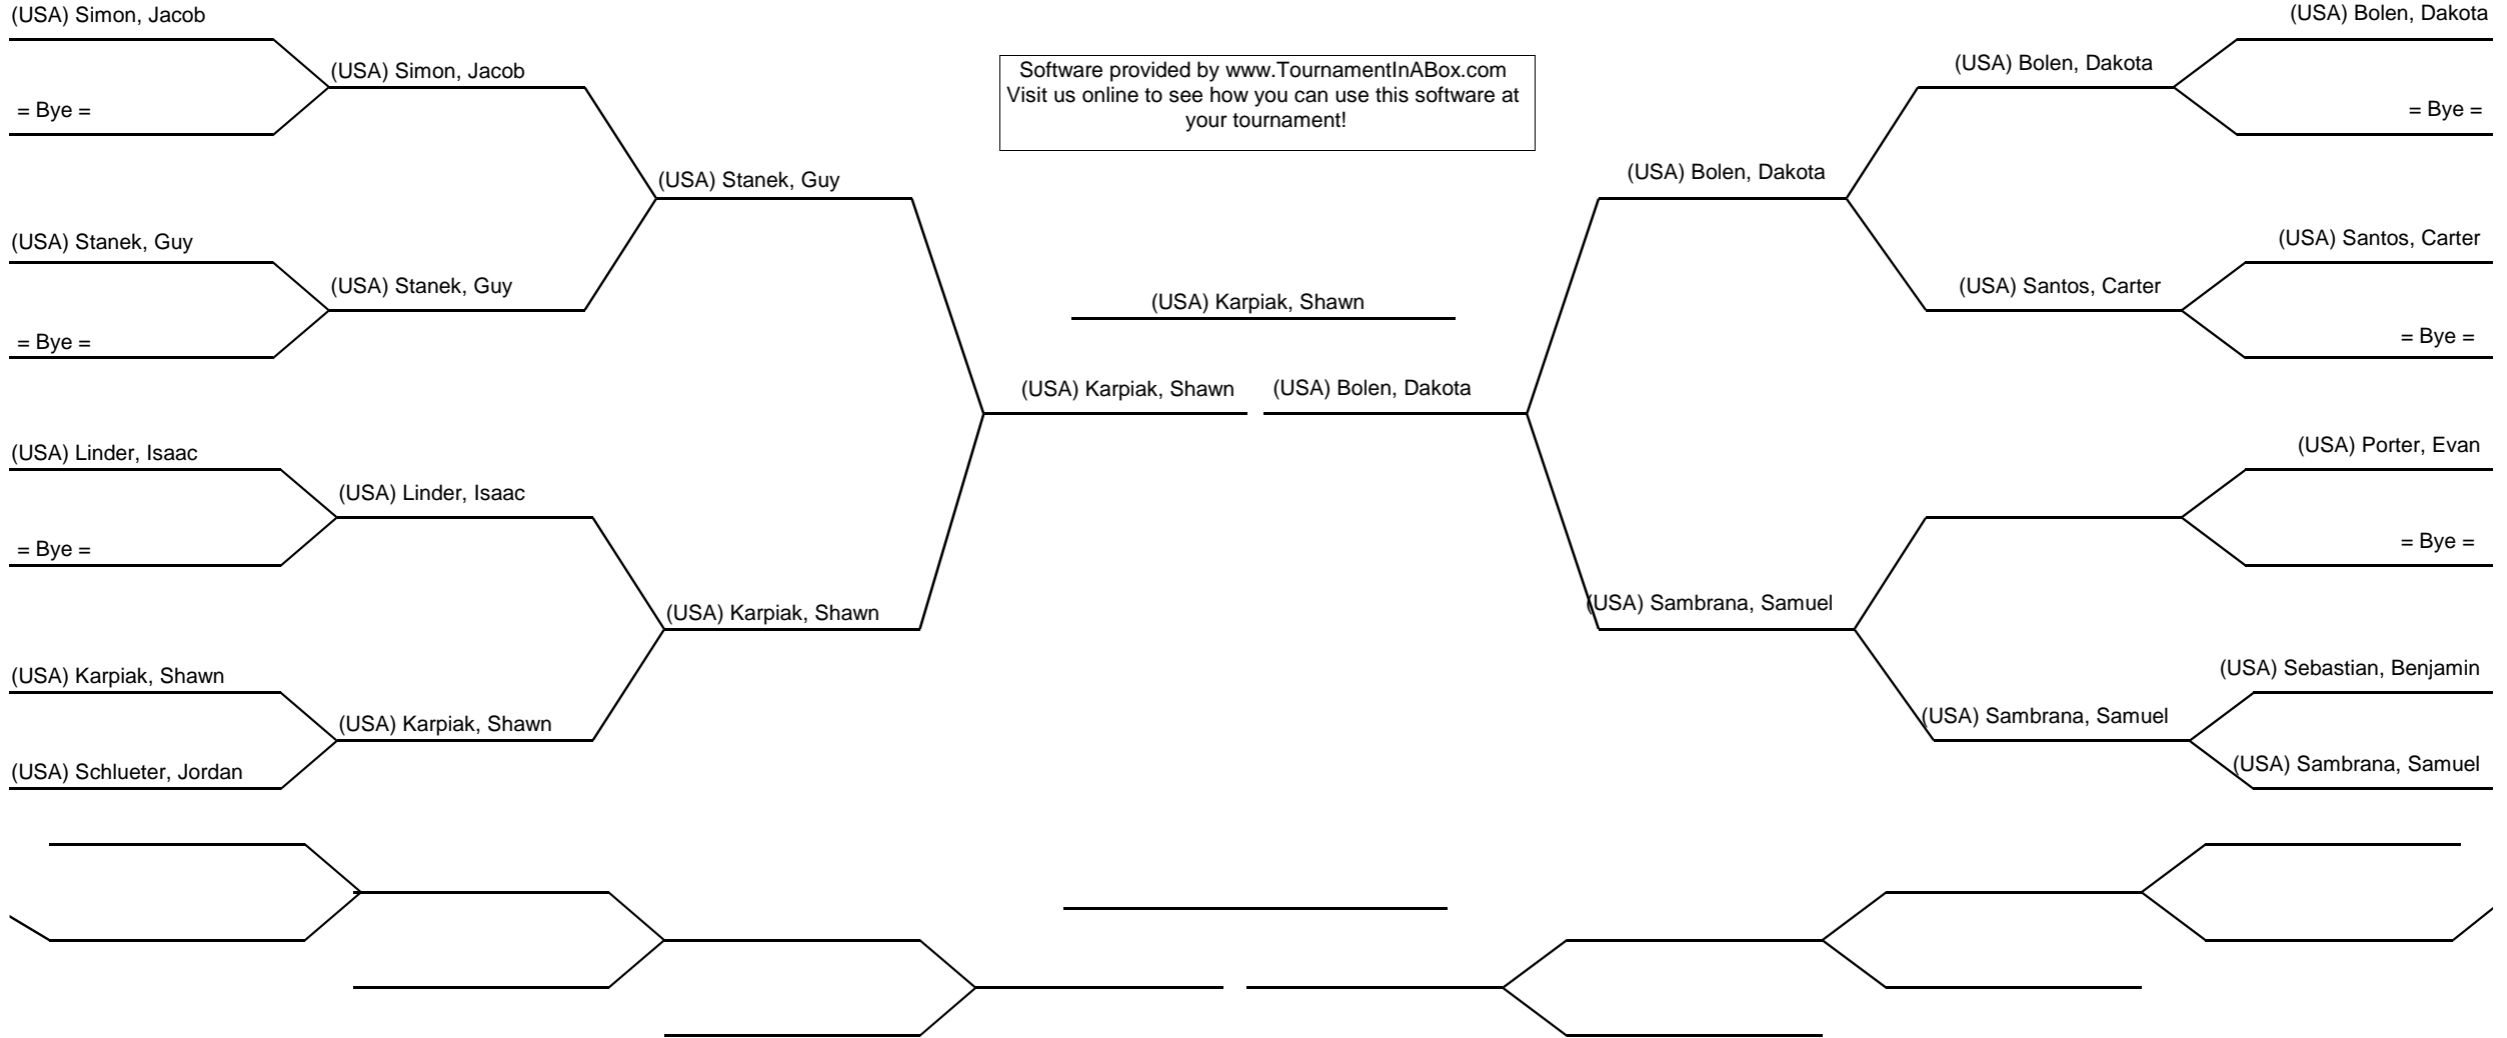 (USA) Simon, Jacob
= Bye =
(USA) Stanek, Guy
= Bye =
(USA) Linder, Isaac
= Bye =
(USA) Karpiak, Shawn
(USA) Schlueter, Jordan
(USA) Simon, Jacob
(USA) Stanek, Guy
(USA) Linder, Isaac
(USA) Karpiak, Shawn
(USA) Stanek, Guy
(USA) Karpiak, Shawn
Software provided by www.TournamentInABox.com
Visit us online to see how you can use this software at
your tournament!
(USA) Karpiak, Shawn
(USA) Karpiak, Shawn
(USA) Bolen, Dakota
(USA) Bolen, Dakota
(USA) Sambrana, Samuel
(USA) Bolen, Dakota
(USA) Santos, Carter
(USA) Sambrana, Samuel
(USA) Bolen, Dakota
= Bye =
(USA) Santos, Carter
= Bye =
(USA) Porter, Evan
= Bye =
(USA) Sebastian, Benjamin
(USA) Sambrana, Samuel